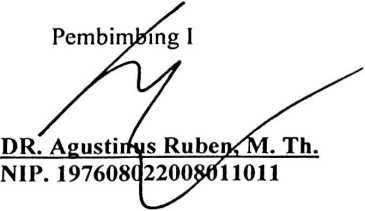 Pembimbing I
DR. Agustinus Ruben, M. Th.
NIP. 197608022008011011